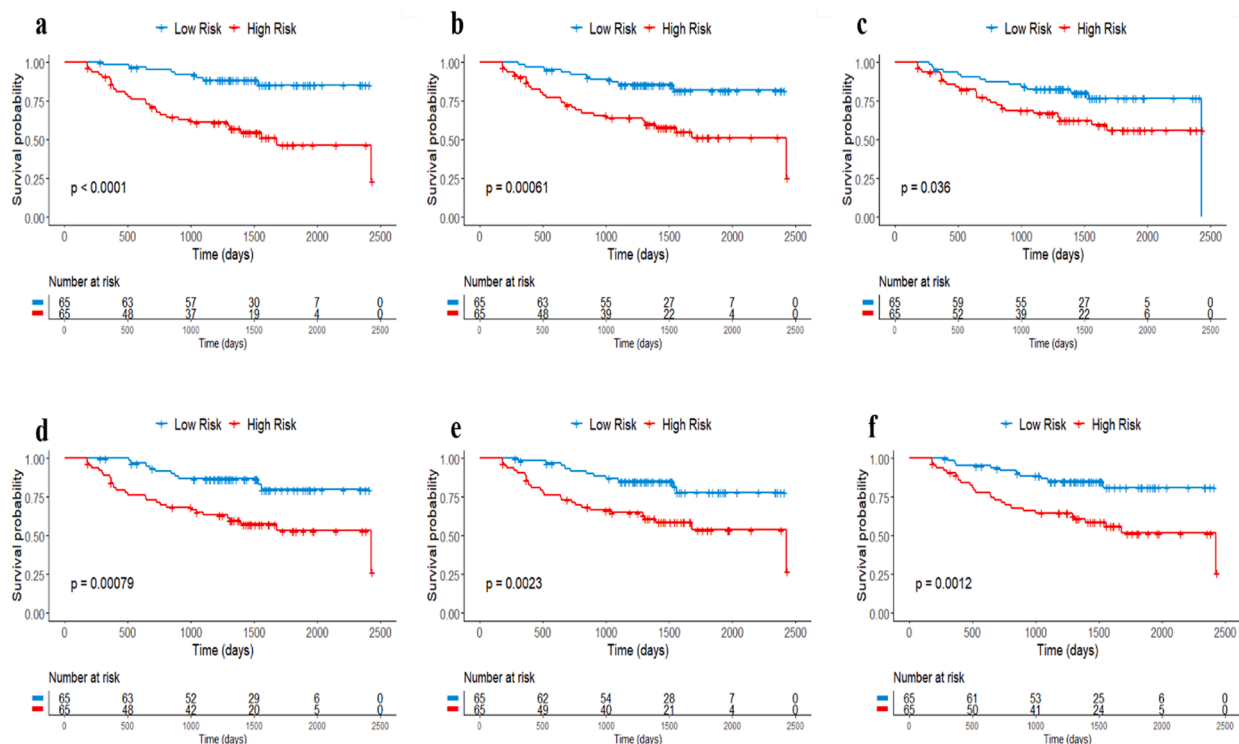 a
Low Risk High Risk
Survival probability
1.00
0.75
0.50
0.25
0.00
p < 0.0001
0 500 1000 1500 2000 2500
Time (days)
Number at risk
65 63 57 30 7 0
65 48 37 19 4 0
0 500 1000 1500 2000 2500
Time (days)
b
Low Risk High Risk
Survival probability
1.00
0.75
0.50
0.25
0.00
p = 0.00061
0 500 1000 1500 2000 2500
Time (days)
Number at risk
65 63 55 27 7 0
65 48 39 22 4 0
0 500 1000 1500 2000 2500
Time (days)
c
Low Risk High Risk
Survival probability
1.00
0.75
0.50
0.25
0.00
p = 0.036
0 500 1000 1500 2000 2500
Time (days)
Number at risk
65 59 55 27 5 0
65 52 39 22 6 0
0 500 1000 1500 2000 2500
Time (days)
d
Low Risk High Risk
Survival probability
1.00
0.75
0.50
0.25
0.00
p = 0.00079
0 500 1000 1500 2000 2500
Time (days)
Number at risk
65 63 52 29 6 0
65 48 42 20 5 0
0 500 1000 1500 2000 2500
Time (days)
e
Low Risk High Risk
Survival probability
1.00
0.75
0.50
0.25
0.00
p = 0.0023
0 500 1000 1500 2000 2500
Time (days)
Number at risk
65 62 54 28 7 0
65 49 40 21 4 0
0 500 1000 1500 2000 2500
Time (days)
f
Low Risk High Risk
Survival probability
1.00
0.75
0.50
0.25
0.00
p = 0.0012
0 500 1000 1500 2000 2500
Time (days)
Number at risk
65 61 53 25 6 0
65 50 41 24 5 0
0 500 1000 1500 2000 2500
Time (days)